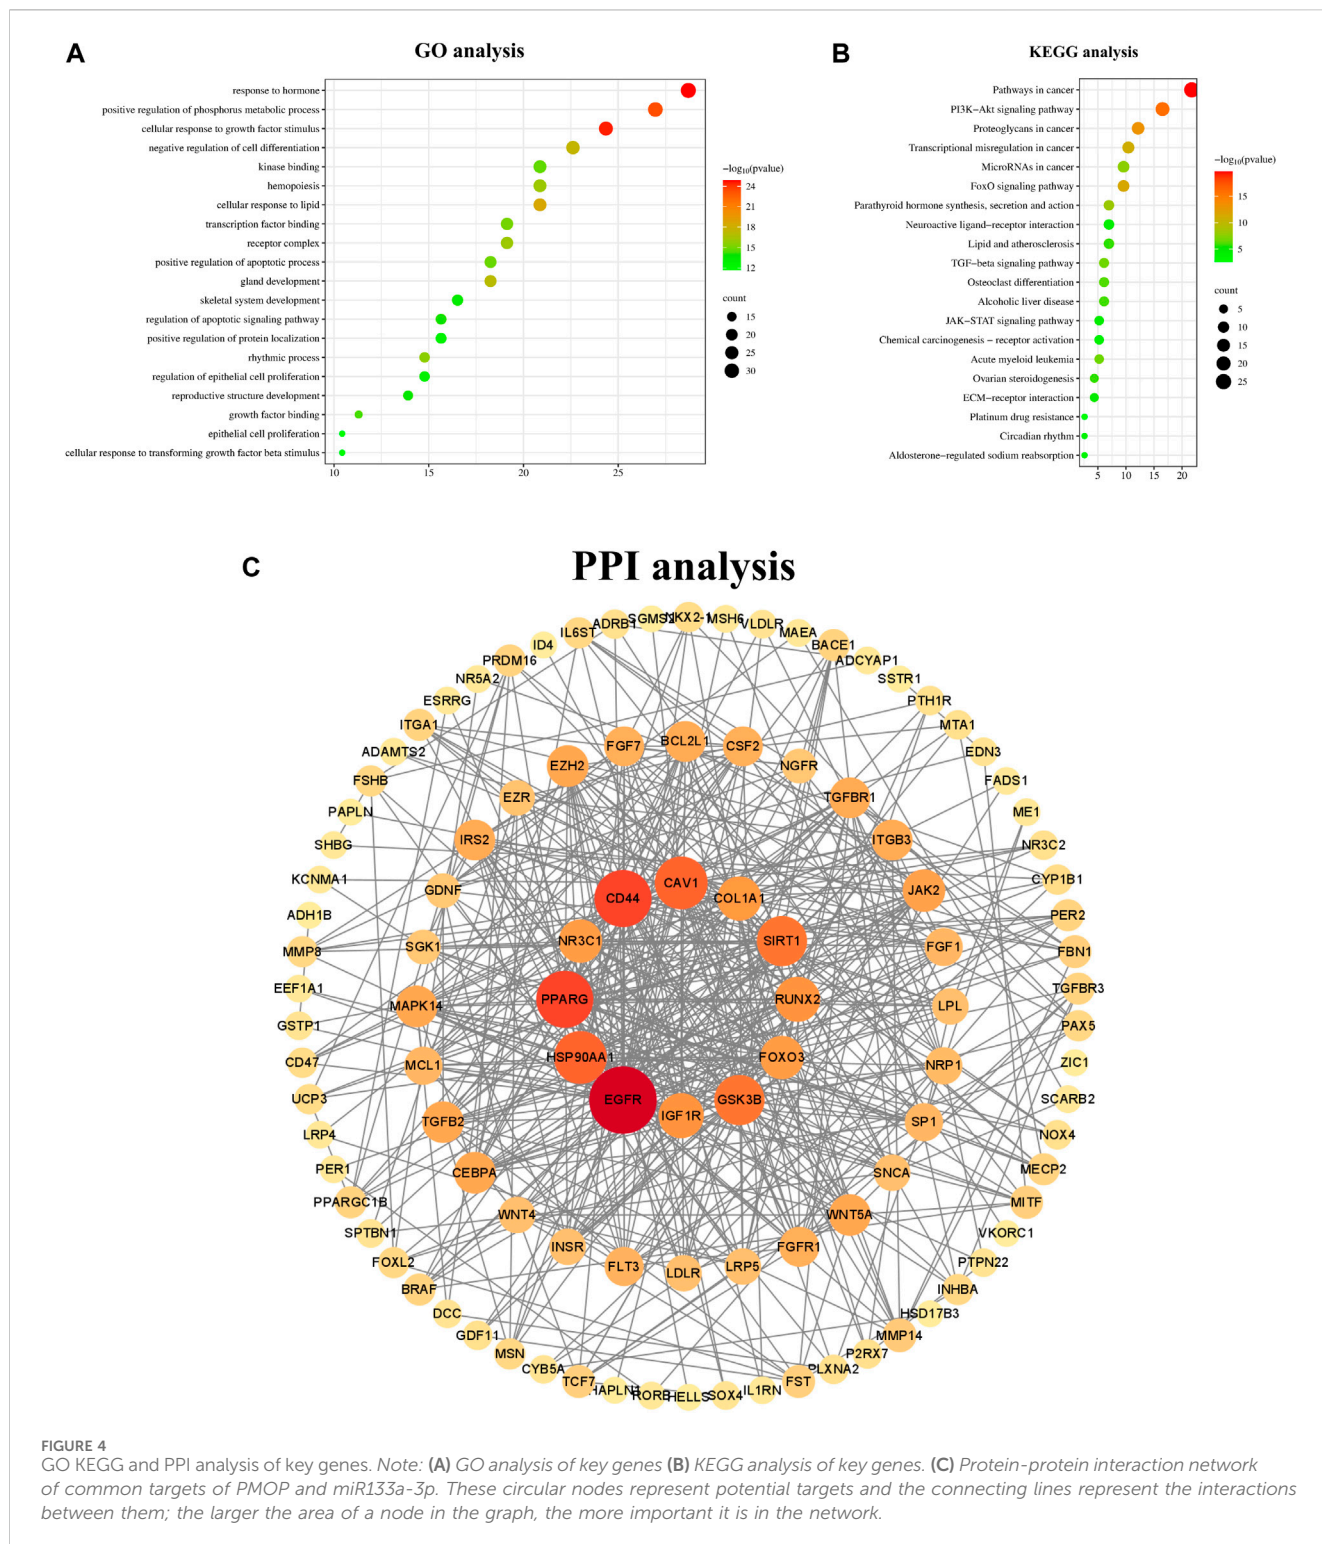 A
GO analysis
response to hormone
positive regulation of phosphorus metabolic process
cellular response to growth factor stimulus
negative regulation of cell differentiation
kinase binding
hemopoiesis
cellular response to lipid
transcription factor binding
receptor complex
positive regulation of apoptotic process
gland development
skeletal system development
regulation of apoptotic signaling pathway
positive regulation of protein localization
rhythmic process
regulation of epithelial cell proliferation
reproductive structure development
growth factor binding
epithelial cell proliferation
cellular response to transforming growth factor beta stimulus
10 15 20 25
−log10(pvalue)
24
21
18
15
12
count
15
20
25
30
B
KEGG analysis
Pathways in cancer
PI3K−Akt signaling pathway
Proteoglycans in cancer
Transcriptional misregulation in cancer
MicroRNAs in cancer
FoxO signaling pathway
Parathyroid hormone synthesis, secretion and action
Neuroactive ligand−receptor interaction
Lipid and atherosclerosis
TGF−beta signaling pathway
Osteoclast differentiation
Alcoholic liver disease
JAK−STAT signaling pathway
Chemical carcinogenesis − receptor activation
Acute myeloid leukemia
Ovarian steroidogenesis
ECM−receptor interaction
Platinum drug resistance
Circadian rhythm
Aldosterone−regulated sodium reabsorption
5 10 15 20
−log10(pvalue)
15
10
5
count
5
10
15
20
25
C
PPI analysis
NKX2-1
MSH6
VLDLR
MAEA
BACE1
ADCYAP1
SSTR1
PTH1R
MTA1
EDN3
FADS1
ME1
NR3C2
CYP1B1
PER2
FBN1
TGFBR3
PAX5
ZIC1
SCARB2
NOX4
MECP2
MITF
VKORC1
PTPN22
INHBA
HSD17B3
MMP14
P2RX7
PLXNA2
FST
IL1RN
SOX4
HELLS
RORB
HAPLN1
TCF7
CYB5A
MSN
GDF11
DCC
BRAF
FOXL2
SPTBN1
PPARGC1B
PER1
LRP4
UCP3
CD47
GSTP1
EEF1A1
MMP8
ADH1B
KCNMA1
SHBG
PAPLN
FSHB
ADAMTS2
ITGA1
ESRRG
NR5A2
PRDM16
ID4
IL6ST
ADRB1
BCL2L1
CSF2
NGFR
TGFBR1
ITGB3
JAK2
FGF1
LPL
NRP1
SP1
SNCA
WNT5A
FGFR1
LRP5
LDLR
FLT3
INSR
WNT4
CEBPA
TGFB2
MCL1
MAPK14
SGK1
GDNF
IRS2
EZR
EZH2
FGF7
CAV1
COL1A1
SIRT1
RUNX2
FOXO3
GSK3B
IGF1R
EGFR
HSP90AA1
PPARG
NR3C1
CD44
FIGURE 4
GO KEGG and PPI analysis of key genes. Note: (A) GO analysis of key genes (B) KEGG analysis of key genes. (C) Protein-protein interaction network
of common targets of PMOP and miR133a-3p. These circular nodes represent potential targets and the connecting lines represent the interactions
between them; the larger the area of a node in the graph, the more important it is in the network.